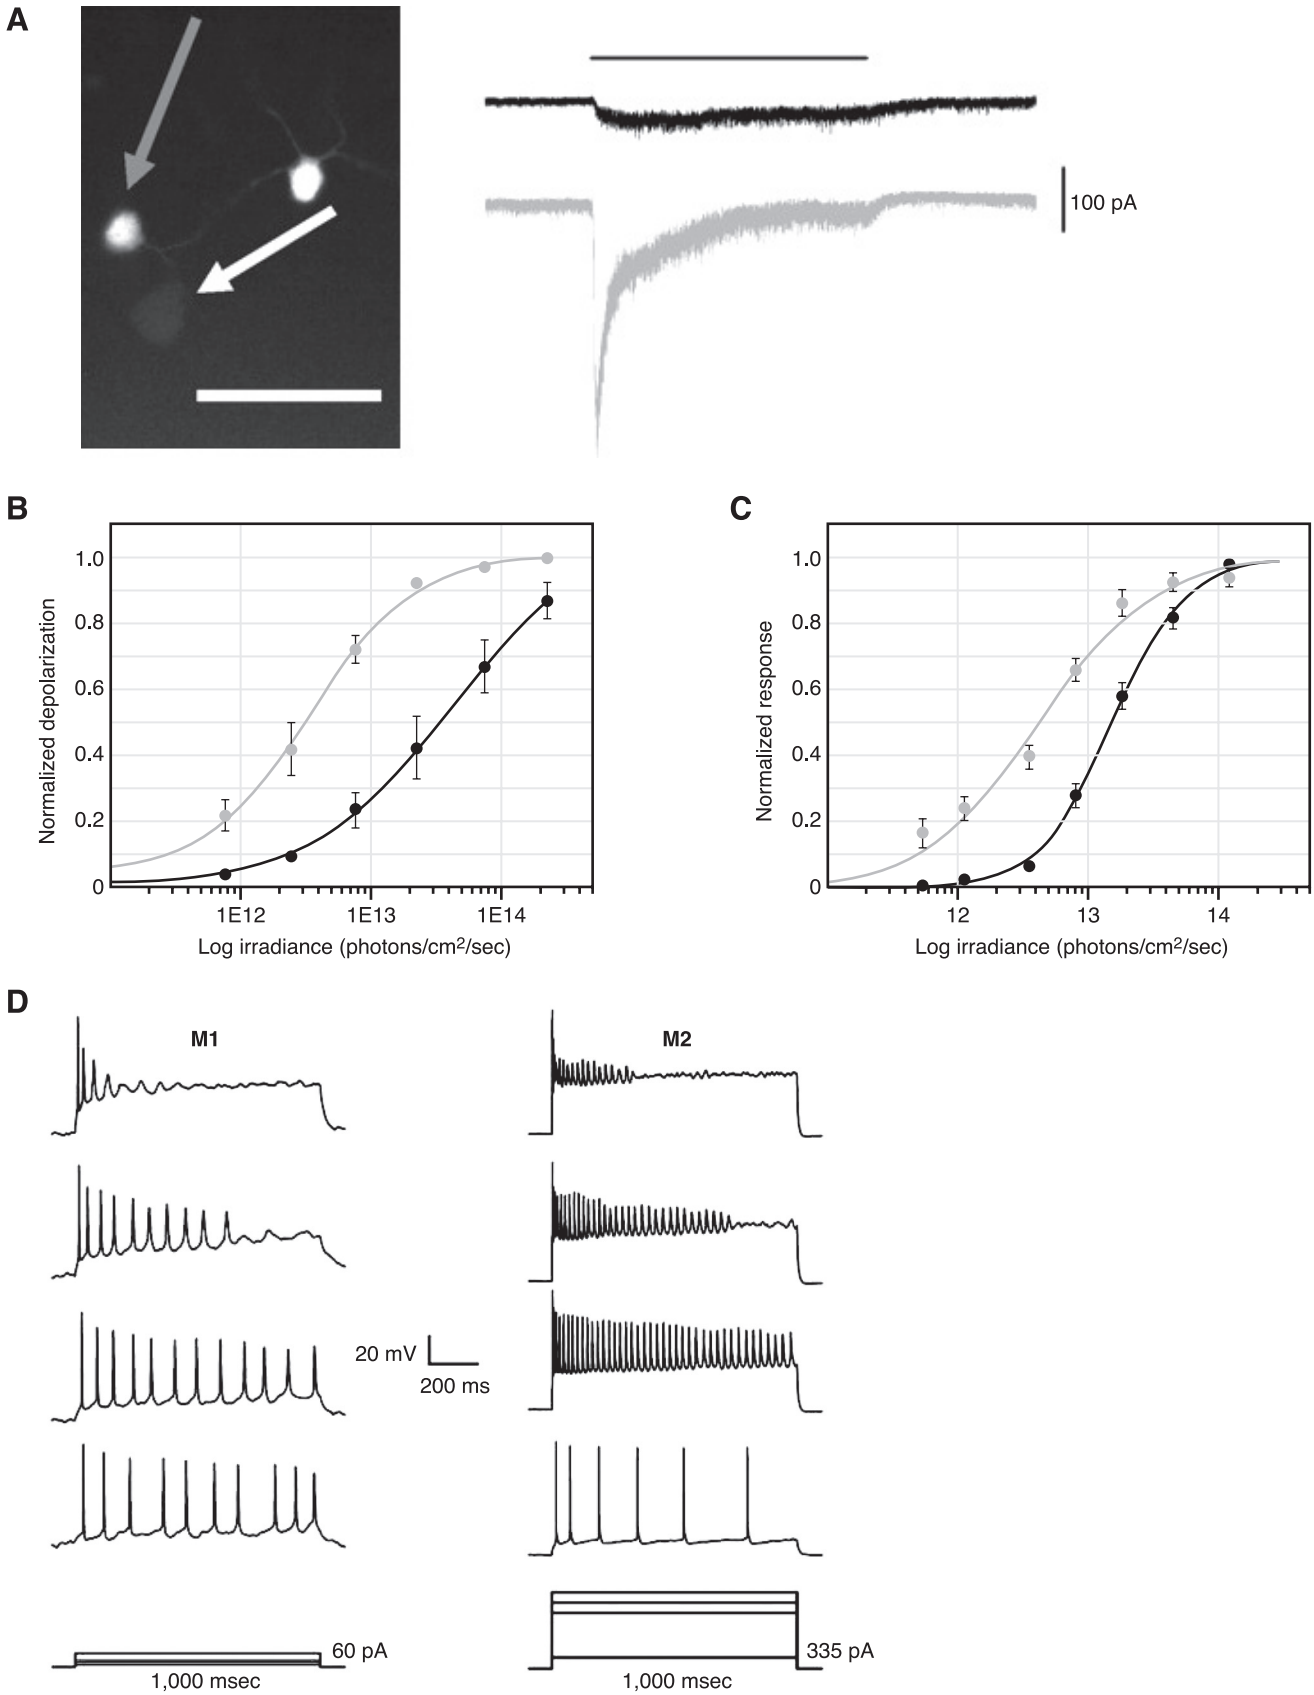 A
100 pA
B
Normalized depolarization
1.0
0.8
0.6
0.4
0.2
0
1E12 1E13 1E14
Log irradiance (photons/cm²/sec)
C
Normalized response
1.0
0.8
0.6
0.4
0.2
0
12 13 14
Log irradiance (photons/cm²/sec)
D
M1 M2
20 mV
200 ms
60 pA
1,000 msec
335 pA
1,000 msec